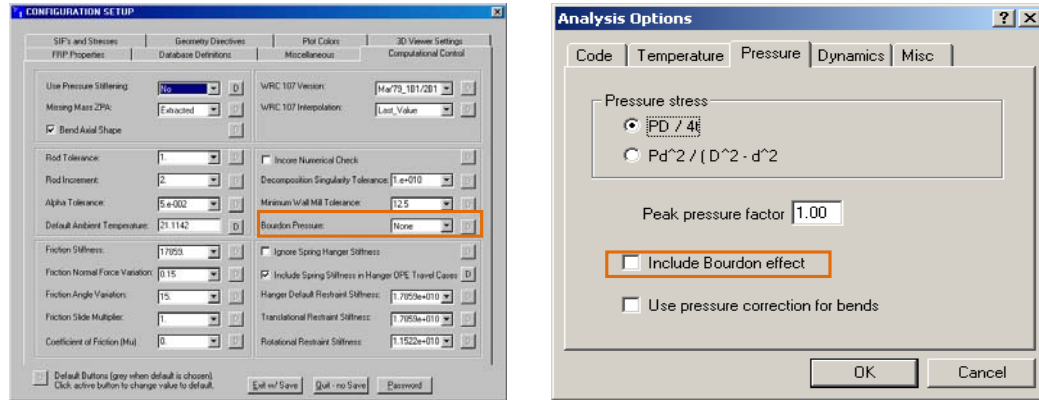 CONFIGURATION SETUP
SIF's and Stresses Geometry Directives Plot Colors 3D Viewer Settings
FRP Properties Database Definitions Miscellaneous Computational Control
Use Pressure Stiffening: No D
Missing Mass ZPA: Extracted D
Bend Axial Shape
Rod Tolerance: 1. D
Rod Increment: 2. D
Alpha Tolerance: 5.e-002 D
Default Ambient Temperature: 21.1142 D
Friction Stiffness: 17859. D
Friction Normal Force Variation: 0.15 D
Friction Angle Variation: 15. D
Friction Slide Multiplier: 1. D
Coefficient of Friction (Mu) 0. D
WRC 107 Version: Mar'79_1B1/2B1 D
WRC 107 Interpolation: Last_Value D
Incore Numerical Check D
Decomposition Singularity Tolerance: 1.e+010 D
Minimum Wall Mill Tolerance: 12.5 D
Bourdon Pressure: None D
Ignore Spring Hanger Stiffness D
Include Spring Stiffness in Hanger OPE Travel Cases D
Hanger Default Restraint Stiffness: 1.7859e+010 D
Translational Restraint Stiffness: 1.7859e+010 D
Rotational Restraint Stiffness: 1.1522e+010 D
Default Buttons (grey when default is chosen).
Click active button to change value to default.
Exit w/ Save Quit - no Save Password
Analysis Options
Code Temperature Pressure Dynamics Misc
Pressure stress
PD / 4t
Pd^2 / ( D^2 - d^2
Peak pressure factor 1.00
Include Bourdon effect
Use pressure correction for bends
OK Cancel